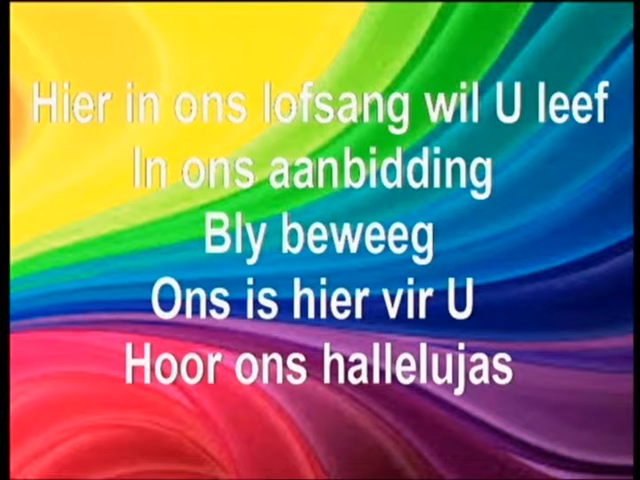 Hier in ons lofsang wil U leef
In ons aanbidding
Bly beweeg
Ons is hier vir U
Hoor ons hallelujas